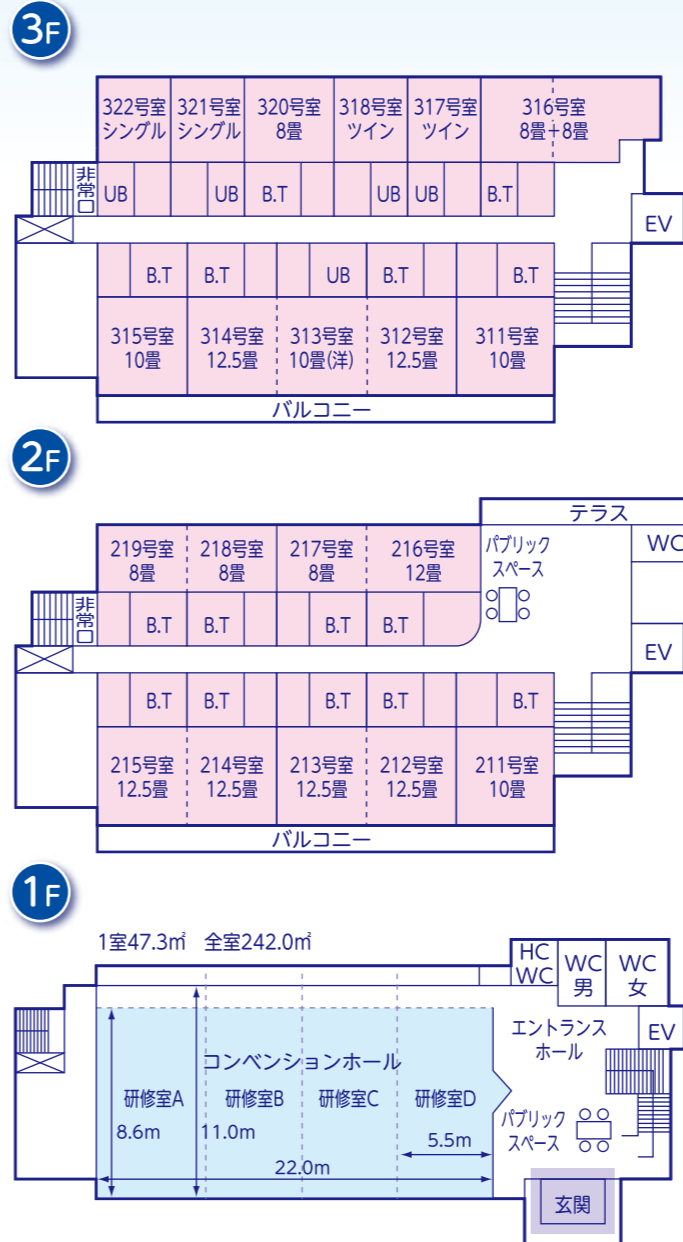 3F
322号室
シングル
321号室
シングル
320号室
8畳
318号室
ツイン
317号室
ツイン
316号室
8畳+8畳
非常口
UB
UB
B.T
UB
UB
B.T
EV
B.T
B.T
UB
B.T
B.T
315号室
10畳
314号室
12.5畳
313号室
10畳(洋)
312号室
12.5畳
311号室
10畳
バルコニー
2F
テラス
219号室
8畳
218号室
8畳
217号室
8畳
216号室
12畳
パブリック
スペース
WC
非常口
B.T
B.T
B.T
B.T
EV
B.T
B.T
B.T
B.T
B.T
215号室
12.5畳
214号室
12.5畳
213号室
12.5畳
212号室
12.5畳
211号室
10畳
バルコニー
1F
1室47.3㎡ 全室242.0㎡
HC
WC
WC
男
WC
女
エントランス
ホール
EV
コンベンションホール
研修室A
研修室B
研修室C
研修室D
パブリック
スペース
8.6m
11.0m
5.5m
22.0m
玄関